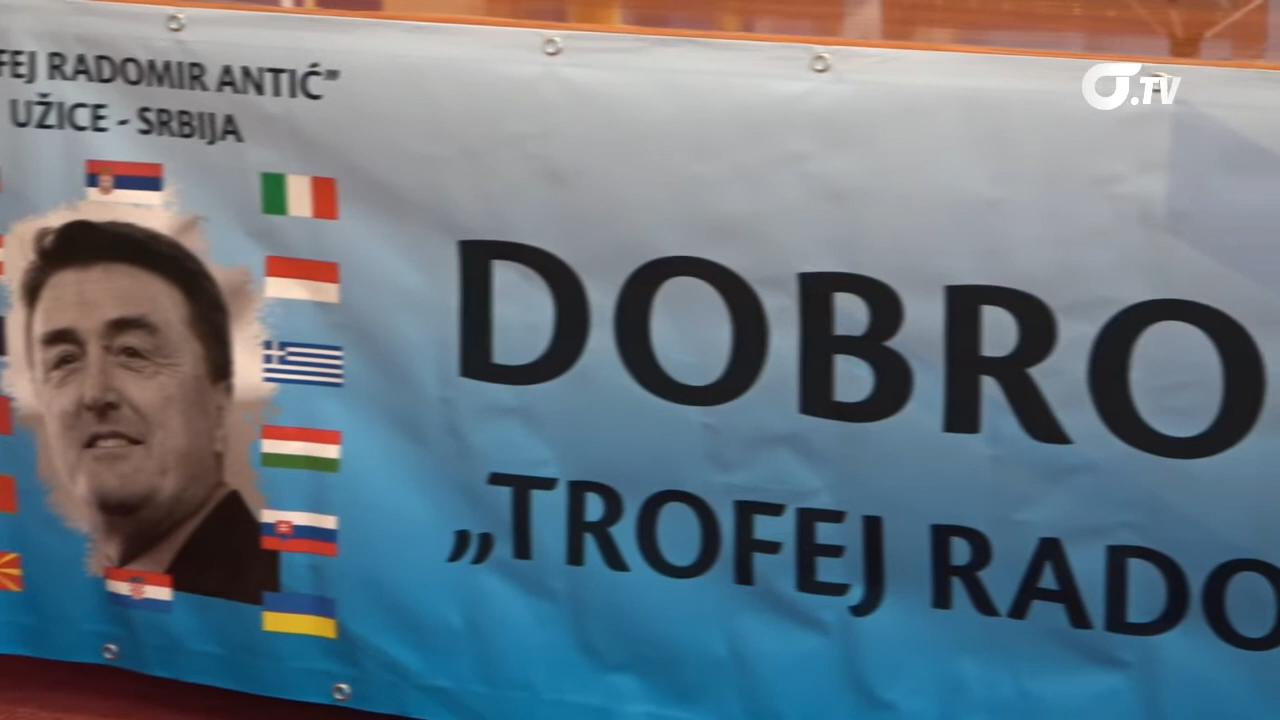 FEJ RADOMIR ANTIĆ”
UŽICE - SRBIJA
DOBRO
„TROFEJ RADO
.TV